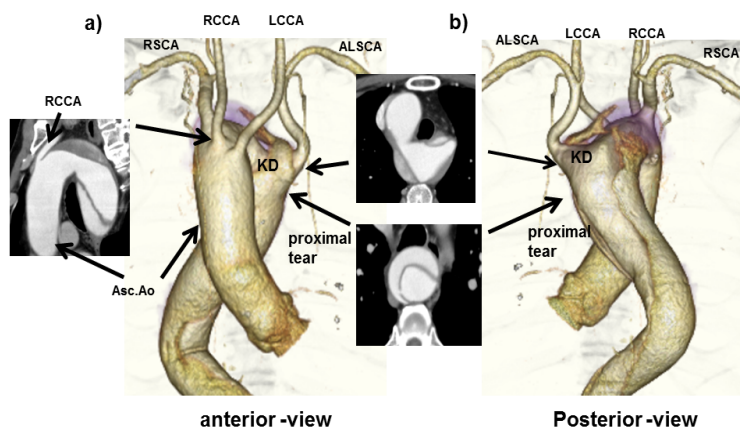 a)
RCCA
LCCA
RSCA
ALSCA
RCCA
KD
proximal
tear
Asc.Ao
anterior -view
b)
LCCA
RCCA
ALSCA
RSCA
KD
proximal
tear
Posterior-view